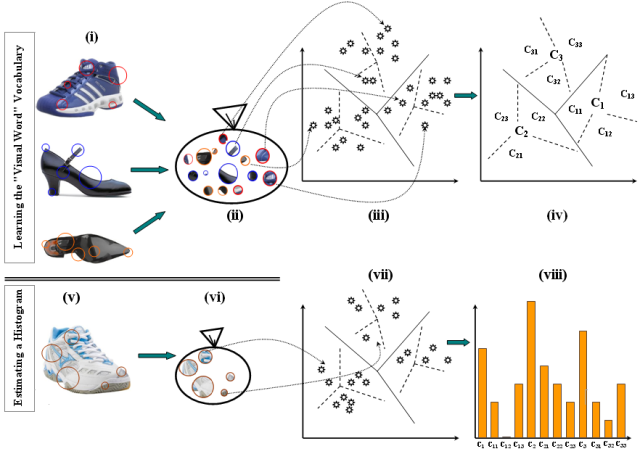 Learning the "Visual Word" Vocabulary
(i)
(ii)
(iii)
(iv)
C31
C33
C3
C32
C13
C11
C1
C23
C22
C12
C2
C21
Estimating a Histogram
(v)
(vi)
(vii)
(viii)
c1 c11 c12 c13 c2 c21 c22 c23 c3 c31 c32 c33